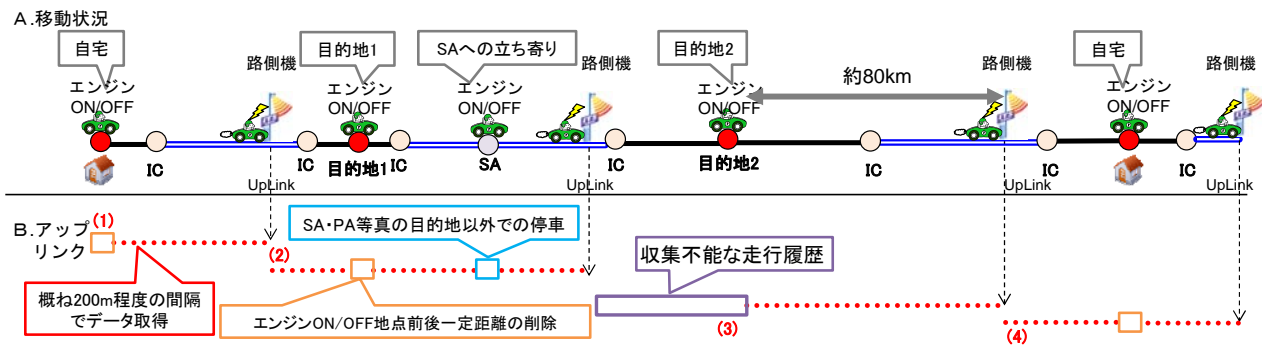 A.移動状況
自宅
目的地1
SAへの立ち寄り
目的地2
自宅
路側機
路側機
路側機
路側機
約80km
エンジン
ON/OFF
エンジン
ON/OFF
エンジン
ON/OFF
エンジン
ON/OFF
エンジン
ON/OFF
IC
IC
目的地1
IC
SA
IC
目的地2
IC
IC
IC
UpLink
UpLink
UpLink
UpLink
B.アップ
リンク
(1)
(2)
SA・PA等真の目的地以外での停車
収集不能な走行履歴
概ね200m程度の間隔
でデータ取得
エンジンON/OFF地点前後一定距離の削除
(3)
(4)